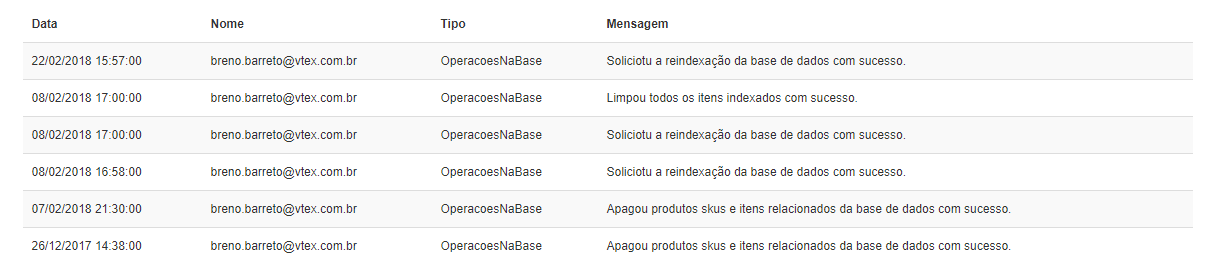 Data Nome Tipo Mensagem
22/02/2018 15:57:00 breno.barreto@vtex.com.br OperacoesNaBase Soliciotu a reindexação da base de dados com sucesso.
08/02/2018 17:00:00 breno.barreto@vtex.com.br OperacoesNaBase Limpou todos os itens indexados com sucesso.
08/02/2018 17:00:00 breno.barreto@vtex.com.br OperacoesNaBase Soliciotu a reindexação da base de dados com sucesso.
08/02/2018 16:58:00 breno.barreto@vtex.com.br OperacoesNaBase Soliciotu a reindexação da base de dados com sucesso.
07/02/2018 21:30:00 breno.barreto@vtex.com.br OperacoesNaBase Apagou produtos skus e itens relacionados da base de dados com sucesso.
26/12/2017 14:38:00 breno.barreto@vtex.com.br OperacoesNaBase Apagou produtos skus e itens relacionados da base de dados com sucesso.